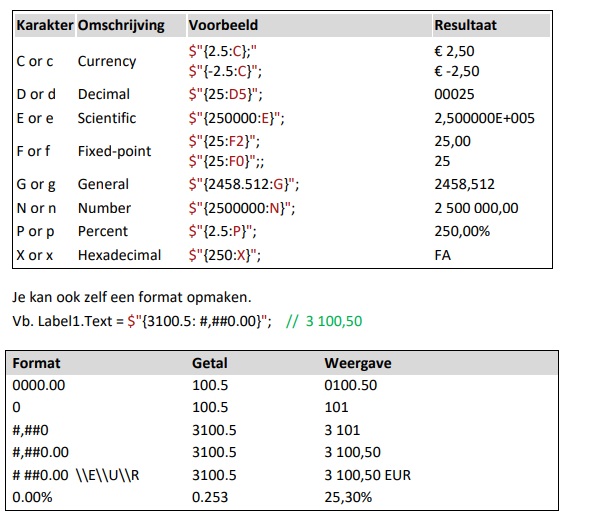 Karakter Omschrijving Voorbeeld Resultaat
C or c Currency $"{2.5:C};" € 2,50
$"{-2.5:C}"; € -2,50
D or d Decimal $"{25:D5}"; 00025
E or e Scientific $"{250000:E}"; 2,500000E+005
F or f Fixed-point $"{25:F2}"; 25,00
$"{25:F0}";; 25
G or g General $"{2458.512:G}"; 2458,512
N or n Number $"{2500000:N}"; 2 500 000,00
P or p Percent $"{2.5:P}"; 250,00%
X or x Hexadecimal $"{250:X}"; FA
Je kan ook zelf een format opmaken.
Vb. Label1.Text = $"{3100.5: #,##0.00}"; // 3 100,50
Format Getal Weergave
0000.00 100.5 0100.50
0 100.5 101
#,##0 3100.5 3 101
#,##0.00 3100.5 3 100,50
# ##0.00 \\E\\U\\R 3100.5 3 100,50 EUR
0.00% 0.253 25,30%